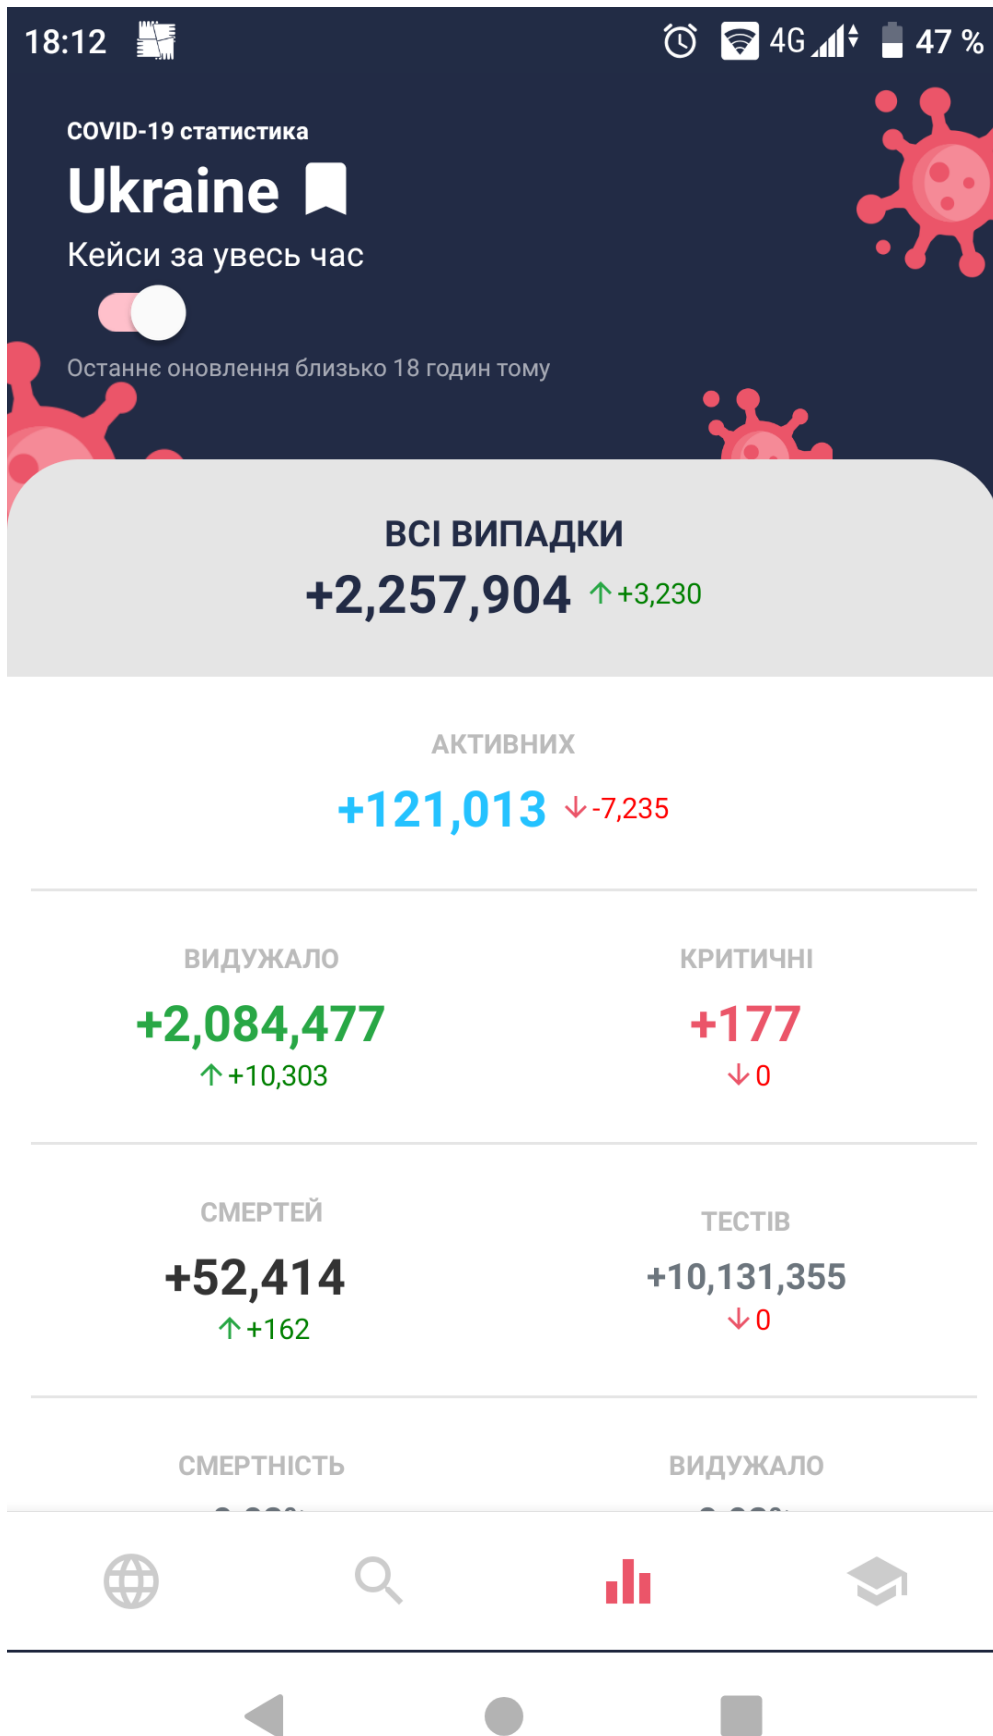 18:12 4G 47 %
COVID-19 статистика
Ukraine
Кейси за увесь час
Останнє оновлення близько 18 годин тому
ВСІ ВИПАДКИ
+2,257,904 +3,230
АКТИВНИХ
+121,013 -7,235
ВИДУЖАЛО КРИТИЧНІ
+2,084,477 +177
+10,303 0
СМЕРТЕЙ ТЕСТІВ
+52,414 +10,131,355
+162 0
СМЕРТНІСТЬ ВИДУЖАЛО